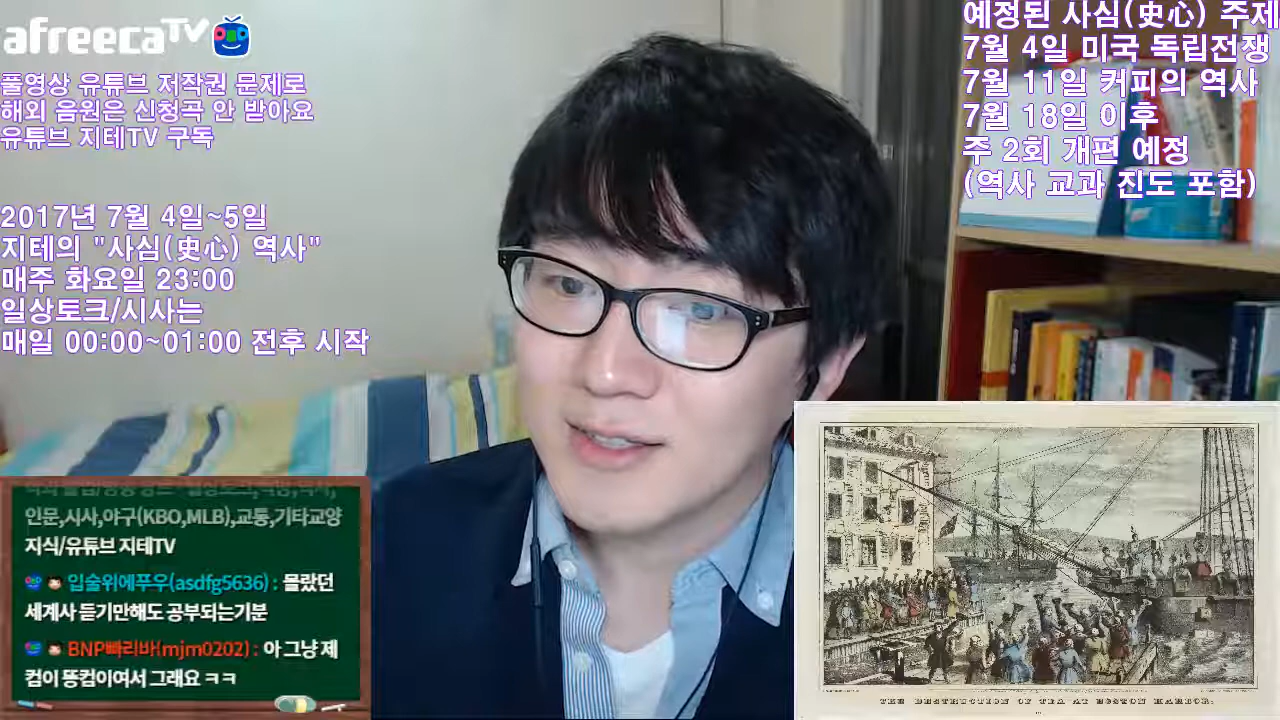 afreecaTV
풀영상 유튜브 저작권 문제로
해외 음원은 신청곡 안 받아요
유튜브 지테TV 구독
2017년 7월 4일~5일
지테의 "사심(史心) 역사"
매주 화요일 23:00
일상토크/시사는
매일 00:00~01:00 전후 시작
예정된 사심(史心) 주제
7월 4일 미국 독립전쟁
7월 11일 커피의 역사
7월 18일 이후
주 2회 개편 예정
(역사 교과 진도 포함)
인문,시사,야구(KBO,MLB),교통,기타교양
지식/유튜브 지테TV
입술위에푸우(asdfg5636) : 몰랐던
세계사 듣기만해도 공부되는기분
BNP빠리바(mjm0202) : 아 그냥 제
컴이 똥컴이여서 그래요 ㅋㅋ
THE DESTRUCTION OF TEA AT BOSTON HARBOR.